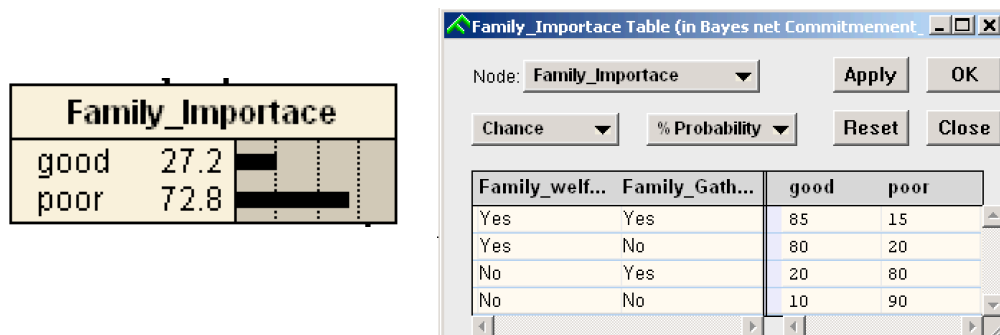 Family_Importace
good 27.2
poor 72.8
Family_Importace Table (in Bayes net Commitmement_
Node: Family_Importace Apply OK
Chance % Probability Reset Close
Family_welf... Family_Gath... good poor
Yes Yes 85 15
Yes No 80 20
No Yes 20 80
No No 10 90